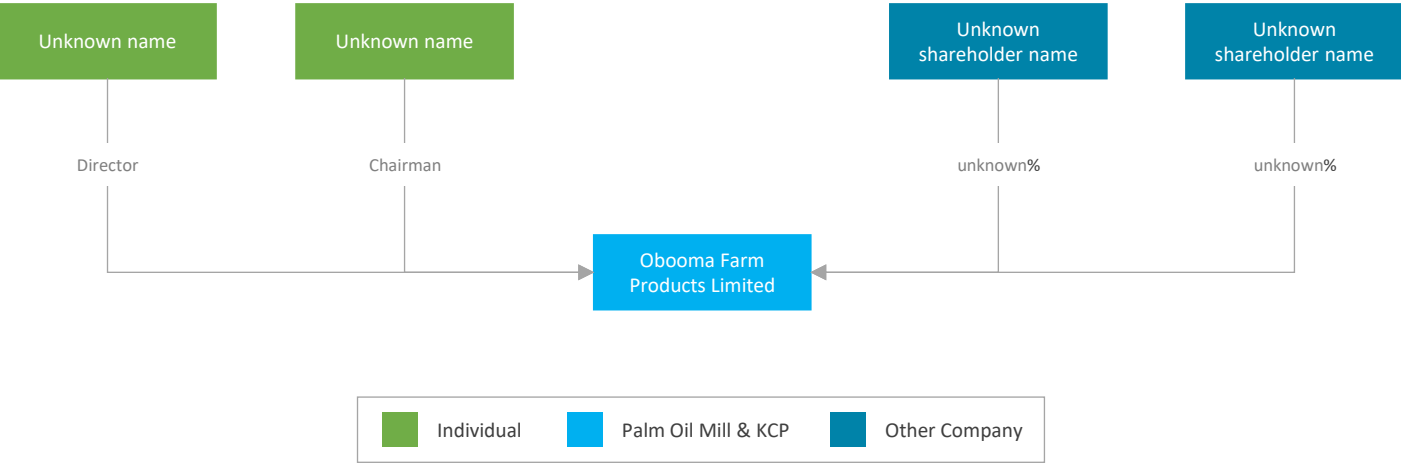 Unknown name
Unknown name
Unknown
shareholder name
Unknown
shareholder name
Director
Chairman
unknown%
unknown%
Obooma Farm
Products Limited
Individual
Palm Oil Mill & KCP
Other Company